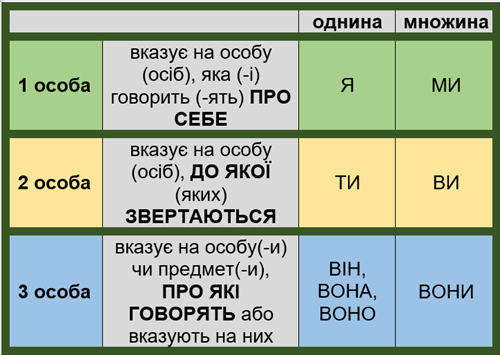 однина множина
1 особа
вказує на особу
(осіб), яка (-і)
говорить (-ять) ПРО
СЕБЕ
Я МИ
2 особа
вказує на особу
(осіб), ДО ЯКОЇ
(яких)
ЗВЕРТАЮТЬСЯ
ТИ ВИ
3 особа
вказує на особу(-и)
чи предмет(-и),
ПРО ЯКІ
ГОВОРЯТЬ або
вказують на них
ВІН,
ВОНА,
ВОНО
ВОНИ